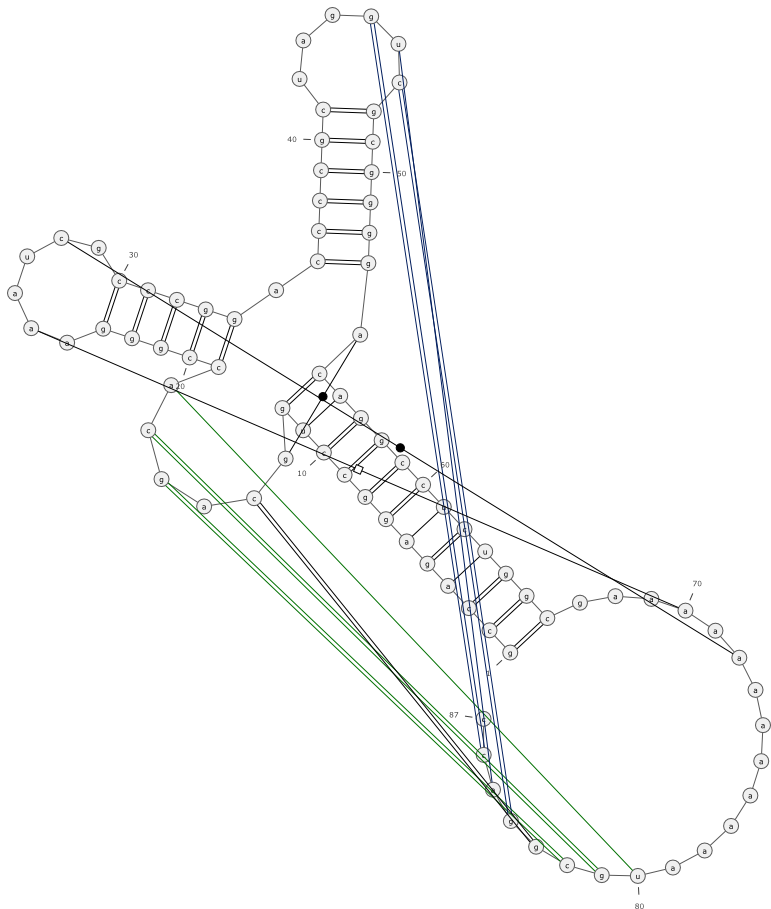 g g
a u
u c
c g
40 g c
c g 50
c g
c c g
g
u 30 c g
c
a c a
c
g
g
a g
g a
a g
c
c c
a 20
a
g g
c u g
g c 10 c 60
c c
g u
g c
a u
g g
a g
c c
c a g a a
g 70
a
g a
a
87 c a
c a
a a
g a
g a
c a
g u
80